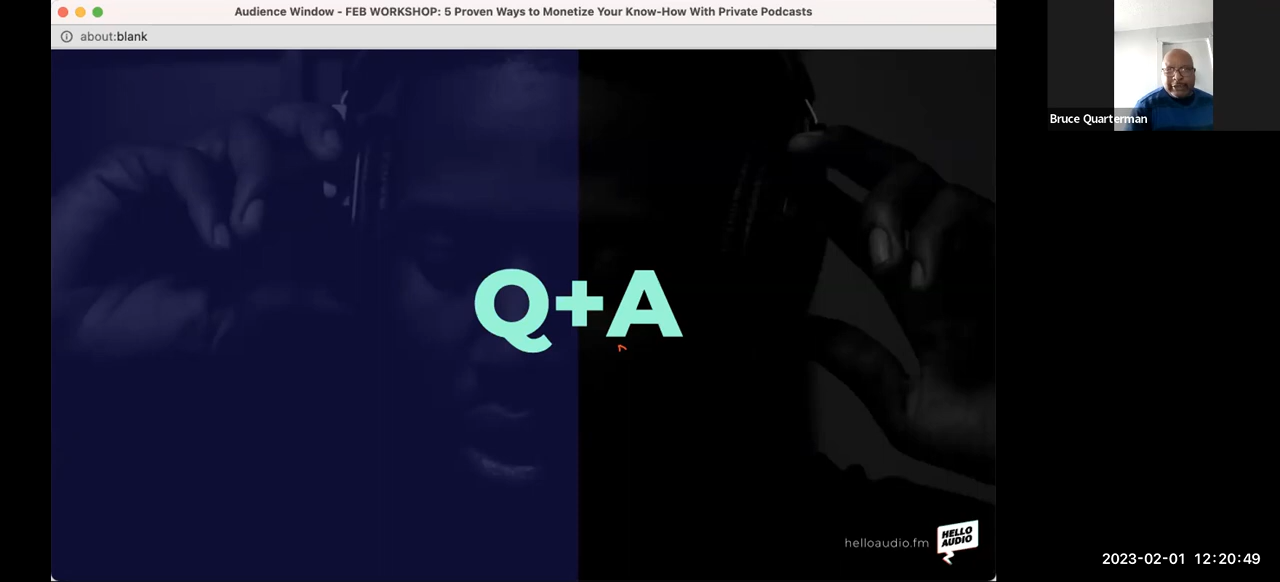 Audience Window - FEB WORKSHOP: 5 Proven Ways to Monetize Your Know-How With Private Podcasts
about:blank
Bruce Quarterman
Q+A
helloaudio.fm
HELLO
AUDIO
2023-02-01 12:20:49